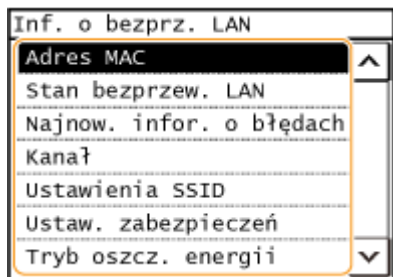 Inf. o bezprz. LAN
Adres MAC
Stan bezprzew. LAN
Najnow. infor. o błędach
Kanał
Ustawienia SSID
Ustaw. zabezpieczeń
Tryb oszcz. energii